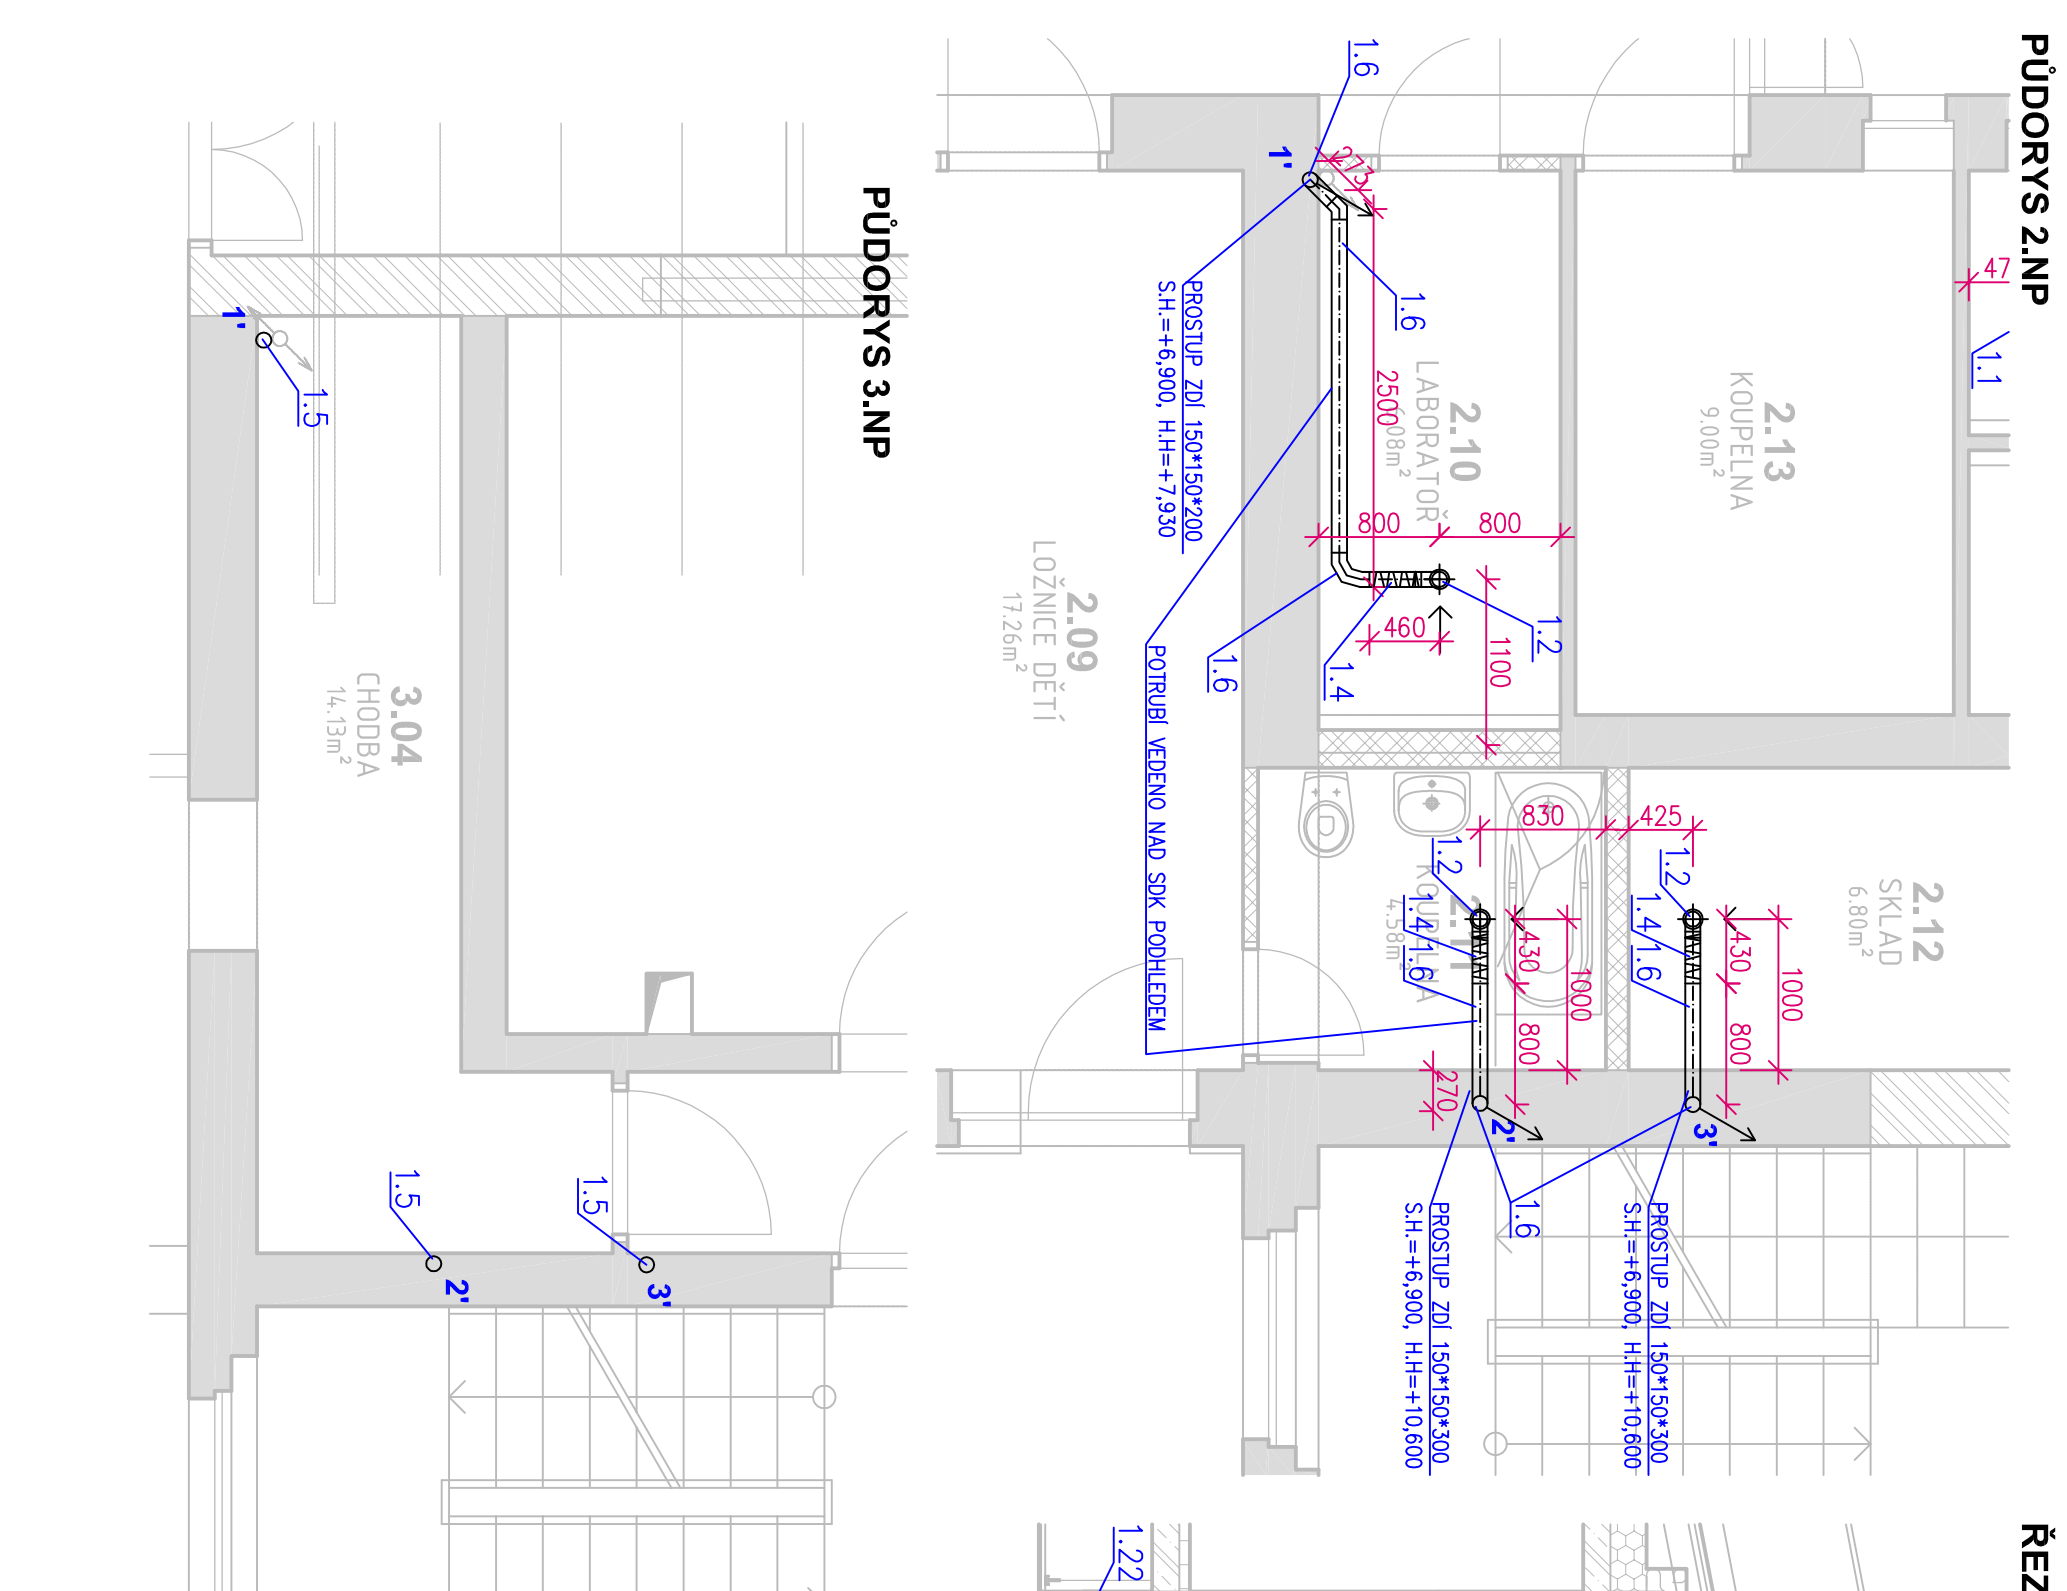 PŮDORYS 2.NP
47
1.1
2.13
KOUPELNA
9.00m²
1.6
273
1'
1.6
2500
2.10
LABORATOŘ
PROSTUP ZDÍ 150*150*200
S.H.=+6,900, H.H=+7,930
800
800
1.2
1100
460
1.4
1.6
2.09
LOŽNICE DĚTÍ
17.26m²
POTRUBÍ VEDENO NAD SDK PODHLEDEM
830
425
1.2
1.4
1.6
KOUPELNA
4.58m²
430
1000
800
270
2'
1.2
1.4
1.6
430
1000
800
3'
2.12
SKLAD
6.80m²
1.6
PROSTUP ZDÍ 150*150*300
S.H.=+6,900, H.H=+10,600
PROSTUP ZDÍ 150*150*300
S.H.=+6,900, H.H=+10,600
PŮDORYS 3.NP
1'
1.5
3.04
CHODBA
14.13m²
1.5
2'
1.5
3'
1.22
ŘEZ